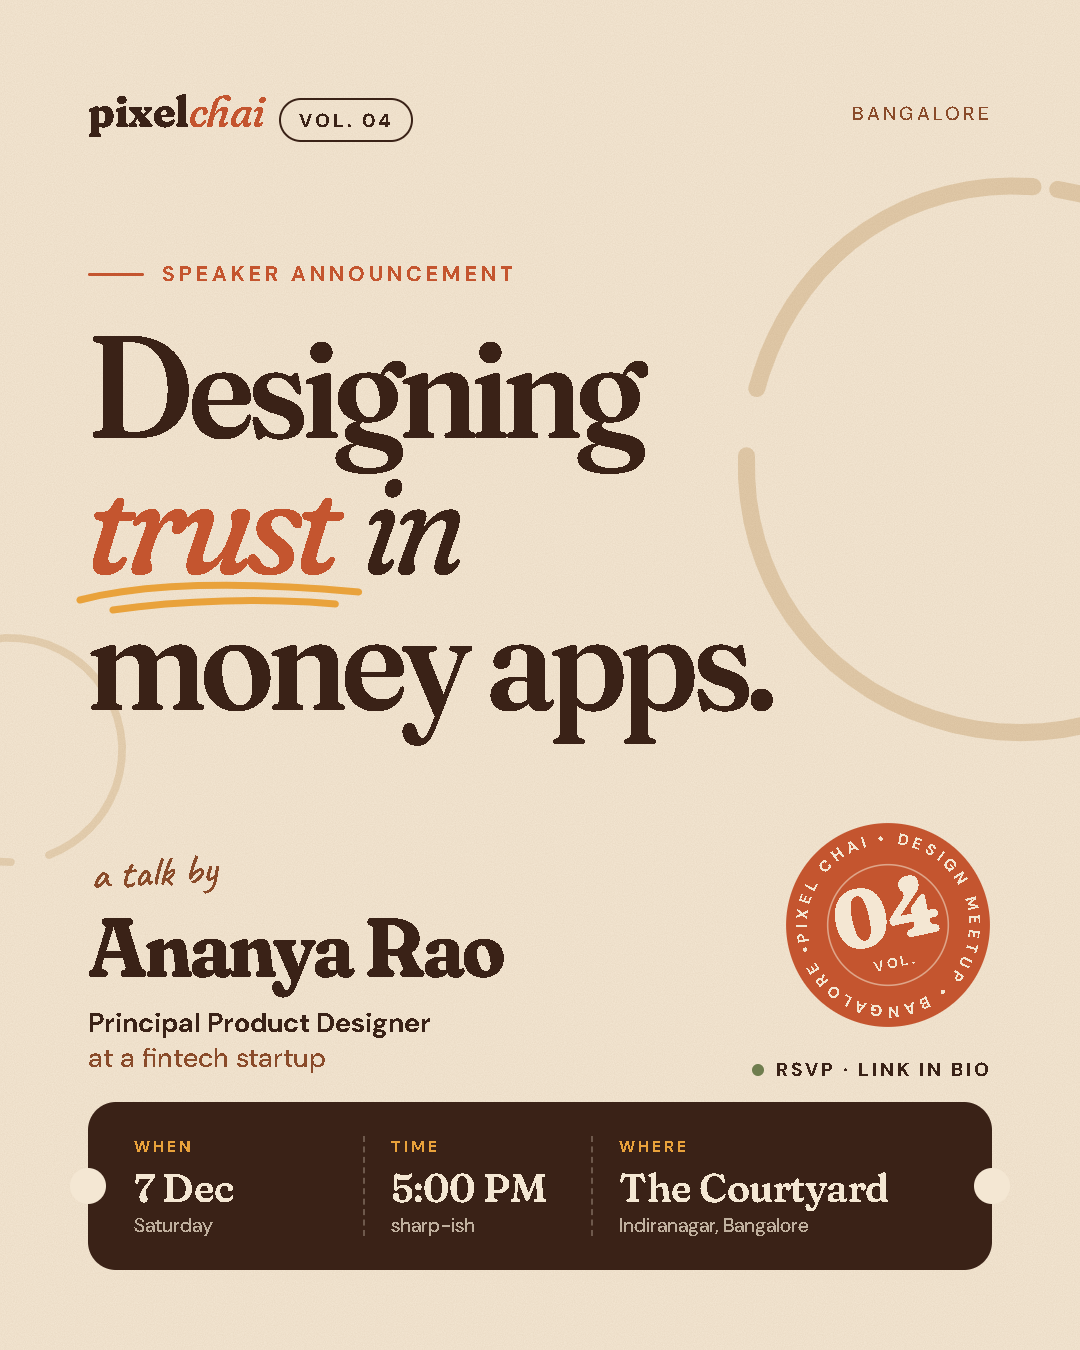 pixelchai
VOL. 04
BANGALORE
SPEAKER ANNOUNCEMENT
Designing
trust in
money apps.
a talk by
Ananya Rao
Principal Product Designer
at a fintech startup
PIXEL CHAI • DESIGN MEETUP • BANGALORE •
04
VOL.
RSVP · LINK IN BIO
WHEN
7 Dec
Saturday
TIME
5:00 PM
sharp-ish
WHERE
The Courtyard
Indiranagar, Bangalore